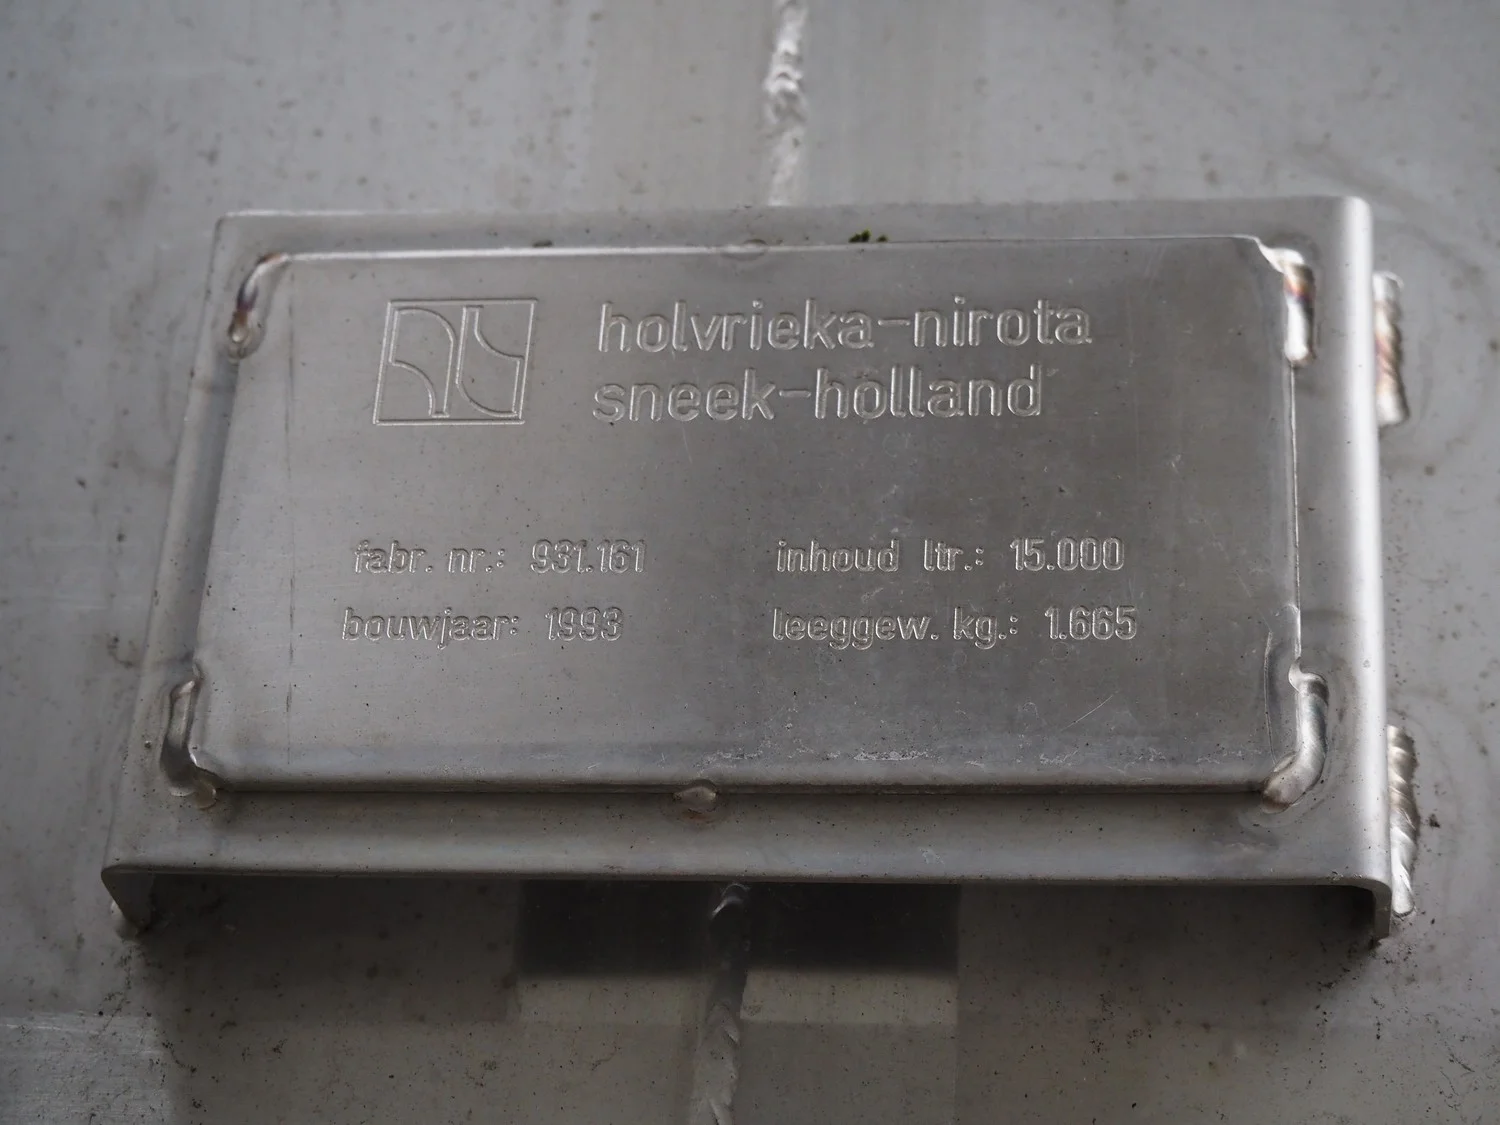 holvrieka-nirota
sneek-holland
fabr. nr.: 931.161
inhoud ltr.: 15.000
bouwjaar: 1993
leeggew. kg.: 1.665